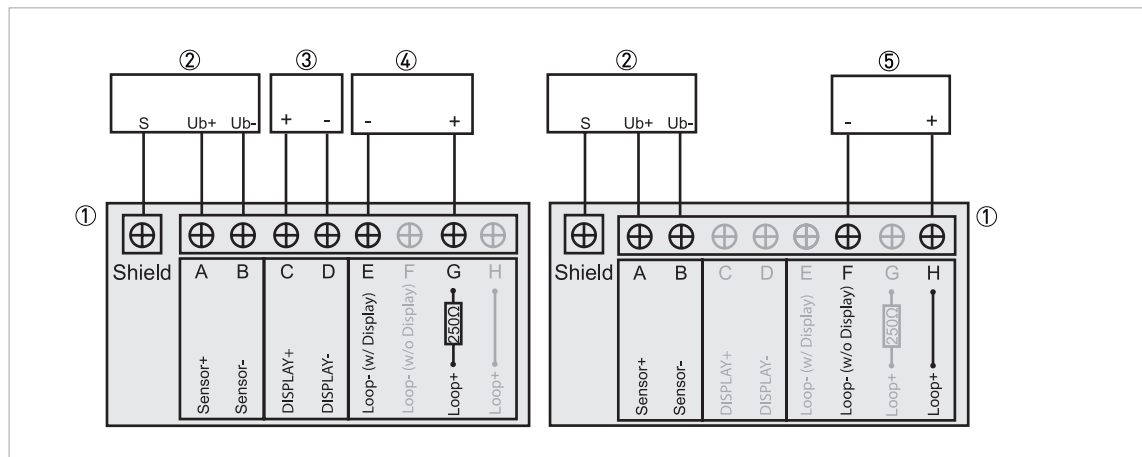 ② ③ ④
S Ub+ Ub- + - - +
①
Shield A B C D E F G H
Sensor+
Sensor-
DISPLAY+
DISPLAY-
Loop- (w/ Display)
Loop- (w/o Display)
250Ω
Loop+
Loop+
② ⑤
S Ub+ Ub- - +
①
Shield A B C D E F G H
Sensor+
Sensor-
DISPLAY+
DISPLAY-
Loop- (w/ Display)
Loop- (w/o Display)
250Ω
Loop+
Loop+